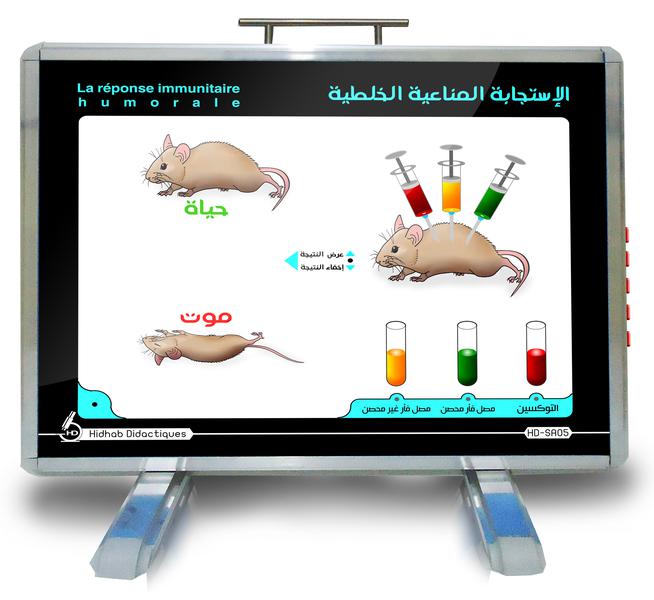 La réponse immunitaire
humorale
الإستجابة المناعية الخلطية
حياة
عرض النتيجة
إخفاء النتيجة
موت
مصل فأر غير محصن
مصل فأر محصن
التوكسين
HD
Hidhab Didactiques
HD-SA05